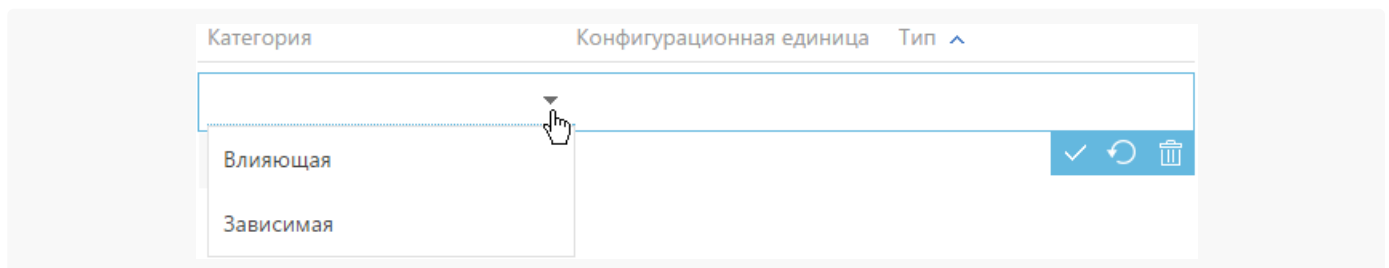 Категория Конфигурационная единица Тип
Влияющая
Зависимая